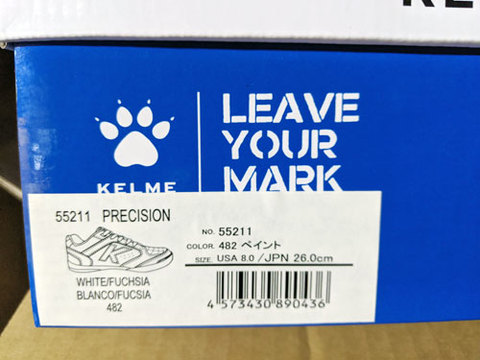 LEAVE
YOUR
MARK
KELME
55211 PRECISION
WHITE/FUCHSIA
BLANCO/FUCSIA
482
NO. 55211
COLOR. 482 ペイント
SIZE. USA 8.0 / JPN 26.0cm
4 573430 890436